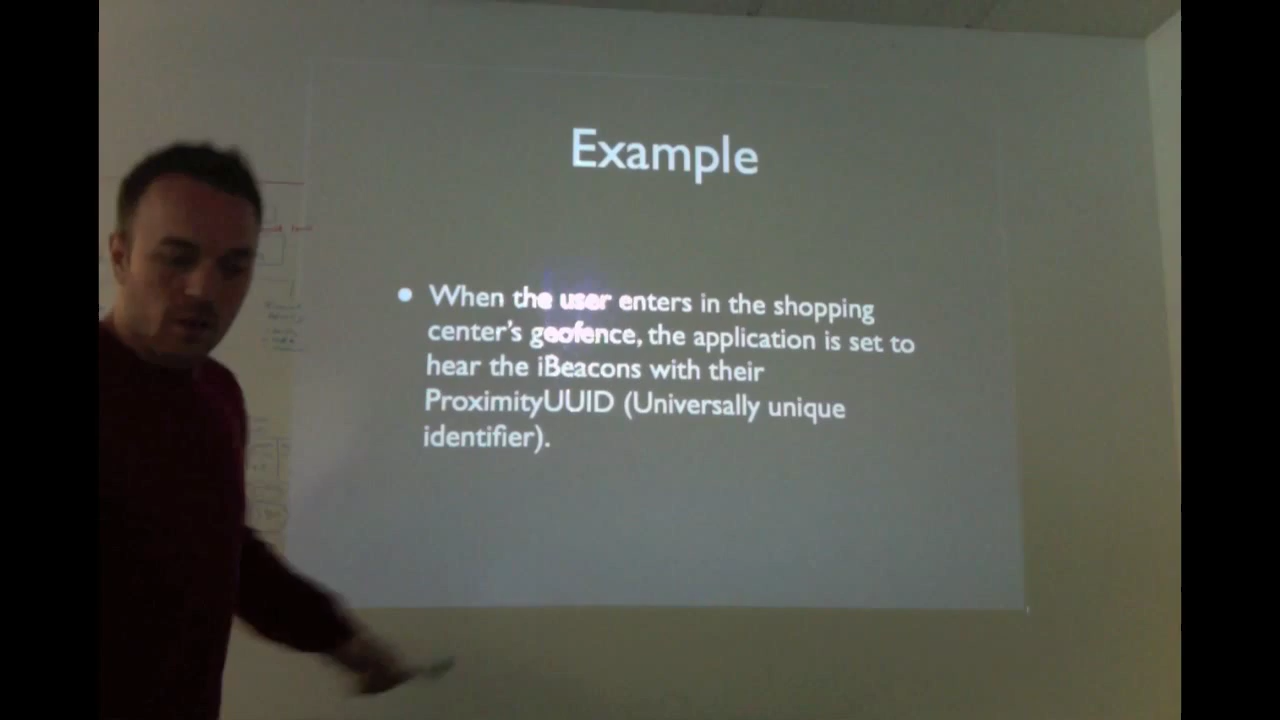 Example
• When the user enters in the shopping
center's geofence, the application is set to
hear the iBeacons with their
ProximityUUID (Universally unique
identifier).